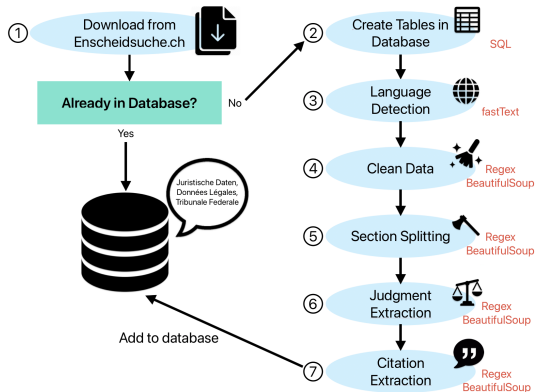 1
Download from
Enscheidsuche.ch
Already in Database?
No
Yes
Juristische Daten,
Données Légales,
Tribunale Federale
Add to database
2
Create Tables in
Database
SQL
3
Language
Detection
fastText
4
Clean Data
Regex
BeautifulSoup
5
Section Splitting
Regex
BeautifulSoup
6
Judgment
Extraction
Regex
BeautifulSoup
7
Citation
Extraction
Regex
BeautifulSoup